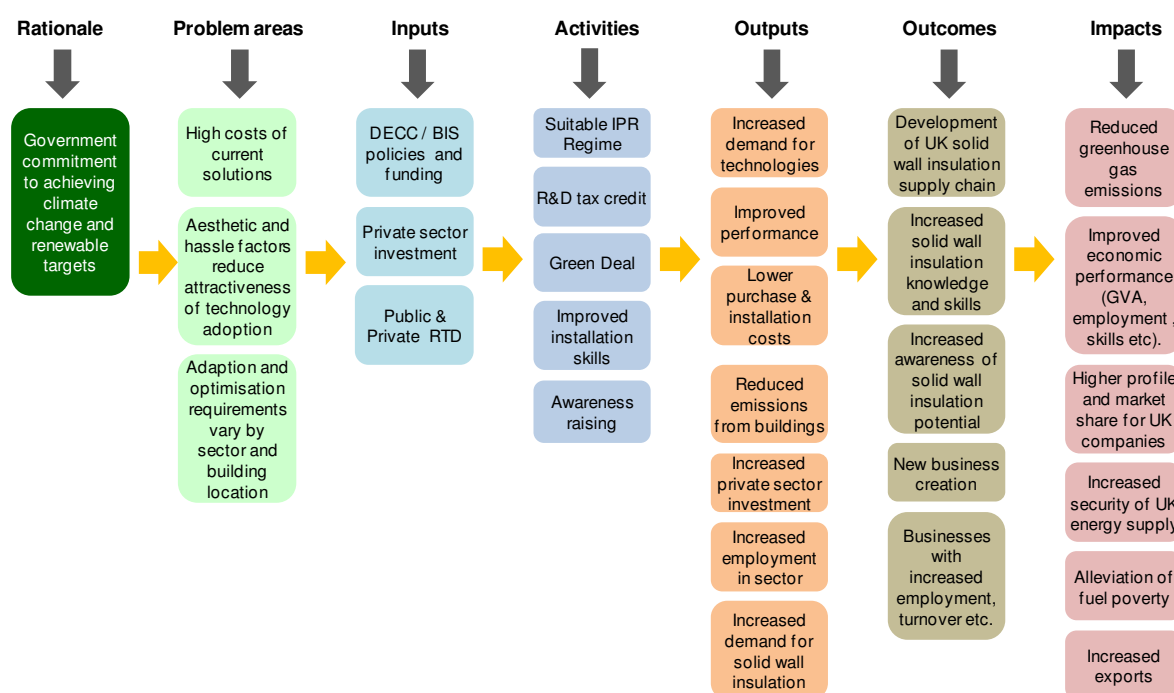 Rationale
Problem areas
Inputs
Activities
Outputs
Outcomes
Impacts
Government
commitment
to achieving
climate
change and
renewable
targets
High costs of
current
solutions
Aesthetic and
hassle factors
reduce
attractiveness
of technology
adoption
Adaption and
optimisation
requirements
vary by
sector and
building
location
DECC / BIS
policies and
funding
Private sector
investment
Public &
Private RTD
Suitable IPR
Regime
R&D tax credit
Green Deal
Improved
installation
skills
Awareness
raising
Increased
demand for
technologies
Improved
performance
Lower
purchase &
installation
costs
Reduced
emissions
from buildings
Increased
private sector
investment
Increased
employment
in sector
Increased
demand for
solid wall
insulation
Development
of UK solid
wall insulation
supply chain
Increased
solid wall
insulation
knowledge
and skills
Increased
awareness of
solid wall
insulation
potential
New business
creation
Businesses
with
increased
employment,
turnover etc.
Reduced
greenhouse
gas
emissions
Improved
economic
performance
(GVA,
employment ,
skills etc).
Higher profile
and market
share for UK
companies
Increased
security of UK
energy supply
Alleviation of
fuel poverty
Increased
exports